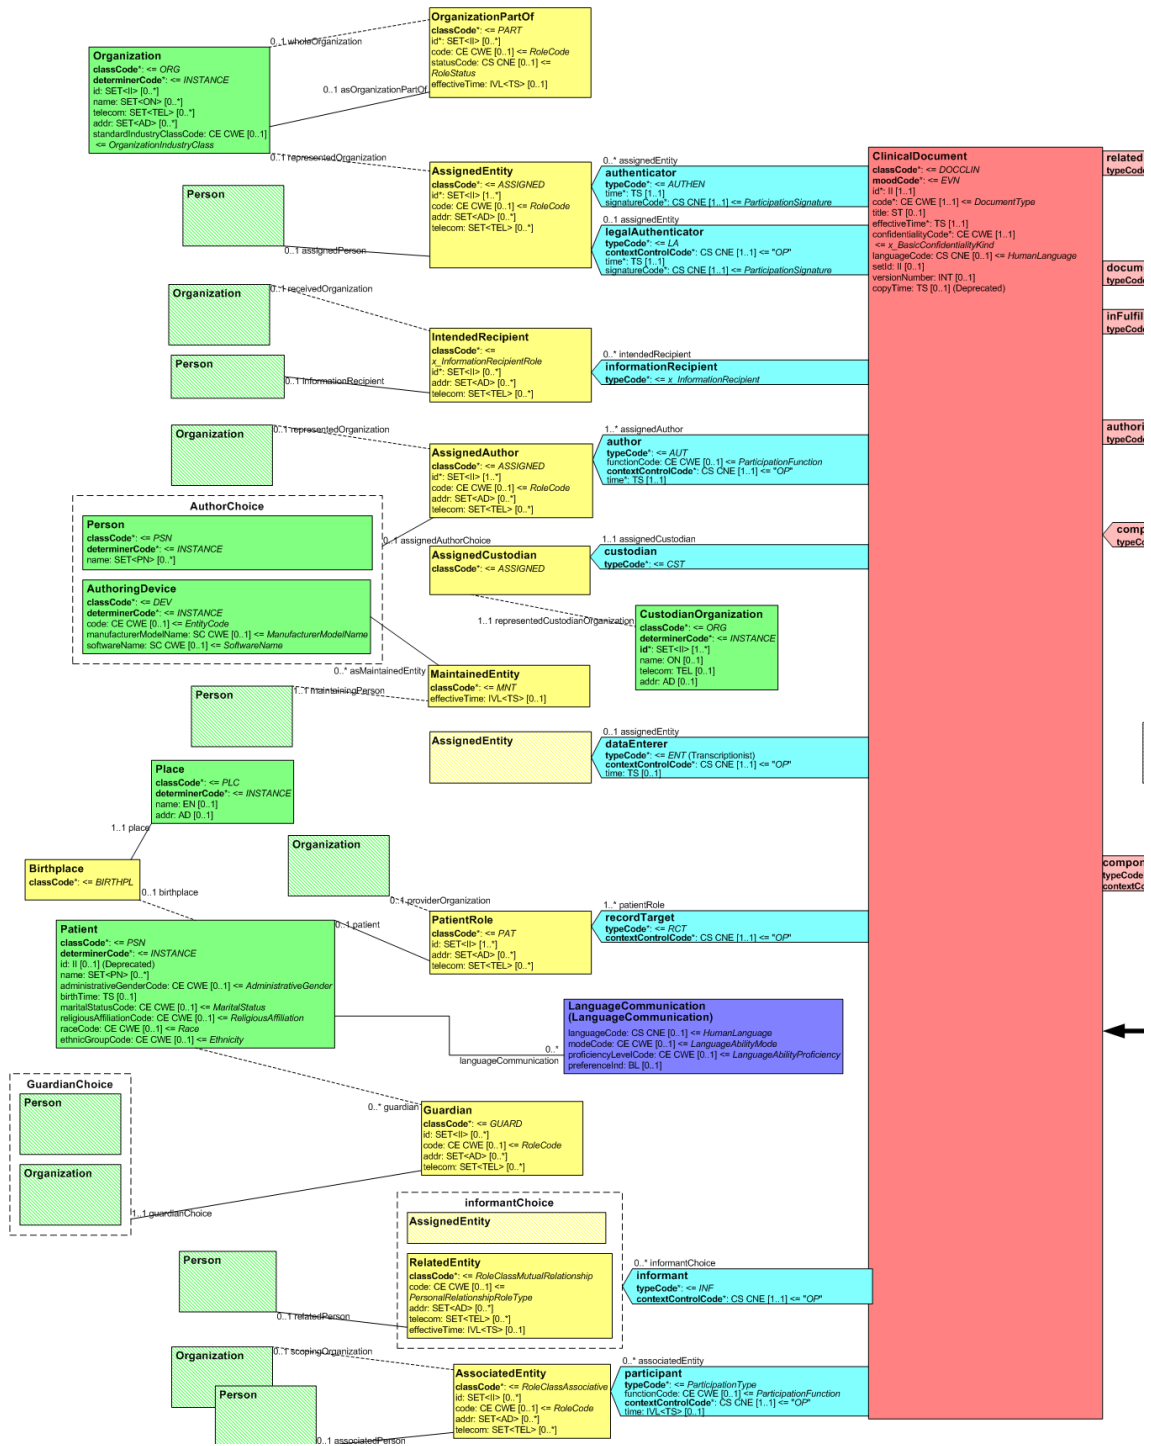 OrganizationPartOf
classCode*: <= PART
id*: SET<II> [0..*]
code: CE CWE [0..1] <= RoleCode
statusCode: CS CNE [0..1] <=
RoleStatus
effectiveTime: IVL<TS> [0..1]
0..1 wholeOrganization
0..1 asOrganizationPartOf
Organization
classCode*: <= ORG
determinerCode*: <= INSTANCE
id: SET<II> [0..*]
name: SET<ON> [0..*]
telecom: SET<TEL> [0..*]
addr: SET<AD> [0..*]
standardIndustryClassCode: CE CWE [0..1]
<= OrganizationIndustryClass
0..1 representedOrganization
AssignedEntity
classCode*: <= ASSIGNED
id*: SET<II> [1..*]
code: CE CWE [0..1] <= RoleCode
addr: SET<AD> [0..*]
telecom: SET<TEL> [0..*]
Person
0..1 assignedPerson
0..* assignedEntity
authenticator
typeCode*: <= AUTHEN
time*: TS [1..1]
signatureCode*: CS CNE [1..1] <= ParticipationSignature
0..1 assignedEntity
legalAuthenticator
typeCode*: <= LA
contextControlCode*: CS CNE [1..1] <= "OP"
time*: TS [1..1]
signatureCode*: CS CNE [1..1] <= ParticipationSignature
ClinicalDocument
classCode*: <= DOCCLIN
moodCode*: <= EVN
id*: II [1..1]
code*: CE CWE [1..1] <= DocumentType
title: ST [0..1]
effectiveTime*: TS [1..1]
confidentialityCode*: CE CWE [1..1]
<= x_BasicConfidentialityKind
languageCode: CS CNE [0..1] <= HumanLanguage
setId: II [0..1]
versionNumber: INT [0..1]
copyTime: TS [0..1] (Deprecated)
related
typeCode
docum
typeCode
inFulfil
typeCode
authori
typeCode
comp
typeCo
compon
typeCode
contextCo
Organization
0..1 receivedOrganization
Person
0..1 informationRecipient
IntendedRecipient
classCode*: <=
x_InformationRecipientRole
id*: SET<II> [0..*]
addr: SET<AD> [0..*]
telecom: SET<TEL> [0..*]
0..* intendedRecipient
informationRecipient
typeCode*: <= x_InformationRecipient
Organization
0..1 representedOrganization
AssignedAuthor
classCode*: <= ASSIGNED
id*: SET<II> [1..*]
code: CE CWE [0..1] <= RoleCode
addr: SET<AD> [0..*]
telecom: SET<TEL> [0..*]
1..* assignedAuthor
author
typeCode*: <= AUT
functionCode: CE CWE [0..1] <= ParticipationFunction
contextControlCode*: CS CNE [1..1] <= "OP"
time*: TS [1..1]
AuthorChoice
Person
classCode*: <= PSN
determinerCode*: <= INSTANCE
name: SET<PN> [0..*]
AuthoringDevice
classCode*: <= DEV
determinerCode*: <= INSTANCE
code: CE CWE [0..1] <= EntityCode
manufacturerModelName: SC CWE [0..1] <= ManufacturerModelName
softwareName: SC CWE [0..1] <= SoftwareName
0..1 assignedAuthorChoice
AssignedCustodian
classCode*: <= ASSIGNED
1..1 assignedCustodian
custodian
typeCode*: <= CST
1..1 representedCustodianOrganization
CustodianOrganization
classCode*: <= ORG
determinerCode*: <= INSTANCE
id*: SET<II> [1..*]
name: ON [0..1]
telecom: TEL [0..1]
addr: AD [0..1]
0..* asMaintainedEntity
MaintainedEntity
classCode*: <= MNT
effectiveTime: IVL<TS> [0..1]
Person
1..1 maintainingPerson
AssignedEntity
0..1 assignedEntity
dataEnterer
typeCode*: <= ENT (Transcriptionist)
contextControlCode*: CS CNE [1..1] <= "OP"
time: TS [0..1]
Place
classCode*: <= PLC
determinerCode*: <= INSTANCE
name: EN [0..1]
addr: AD [0..1]
1..1 place
Birthplace
classCode*: <= BIRTHPL
0..1 birthplace
Organization
0..1 providerOrganization
PatientRole
classCode*: <= PAT
id: SET<II> [1..*]
addr: SET<AD> [0..*]
telecom: SET<TEL> [0..*]
1..* patientRole
recordTarget
typeCode*: <= RCT
contextControlCode*: CS CNE [1..1] <= "OP"
Patient
classCode*: <= PSN
determinerCode*: <= INSTANCE
id: II [0..1] (Deprecated)
name: SET<PN> [0..*]
administrativeGenderCode: CE CWE [0..1] <= AdministrativeGender
birthTime: TS [0..1]
maritalStatusCode: CE CWE [0..1] <= MaritalStatus
religiousAffiliationCode: CE CWE [0..1] <= ReligiousAffiliation
raceCode: CE CWE [0..1] <= Race
ethnicGroupCode: CE CWE [0..1] <= Ethnicity
0..1 patient
LanguageCommunication
(LanguageCommunication)
languageCode: CS CNE [0..1] <= HumanLanguage
modeCode: CE CWE [0..1] <= LanguageAbilityMode
proficiencyLevelCode: CE CWE [0..1] <= LanguageAbilityProficiency
preferenceInd: BL [0..1]
0..*
languageCommunication
GuardianChoice
Person
Organization
0..* guardian
Guardian
classCode*: <= GUARD
id: SET<II> [0..*]
code: CE CWE [0..1] <= RoleCode
addr: SET<AD> [0..*]
telecom: SET<TEL> [0..*]
1..1 guardianChoice
informantChoice
AssignedEntity
RelatedEntity
classCode*: <= RoleClassMutualRelationship
code: CE CWE [0..1] <=
PersonalRelationshipRoleType
addr: SET<AD> [0..*]
telecom: SET<TEL> [0..*]
effectiveTime: IVL<TS> [0..1]
Person
0..1 relatedPerson
0..* informantChoice
informant
typeCode*: <= INF
contextControlCode*: CS CNE [1..1] <= "OP"
Organization
0..1 scopingOrganization
Person
0..1 associatedPerson
AssociatedEntity
classCode*: <= RoleClassAssociative
id: SET<II> [0..*]
code: CE CWE [0..1] <= RoleCode
addr: SET<AD> [0..*]
telecom: SET<TEL> [0..*]
0..* associatedEntity
participant
typeCode*: <= ParticipationType
functionCode: CE CWE [0..1] <= ParticipationFunction
contextControlCode*: CS CNE [1..1] <= "OP"
time: IVL<TS> [0..1]